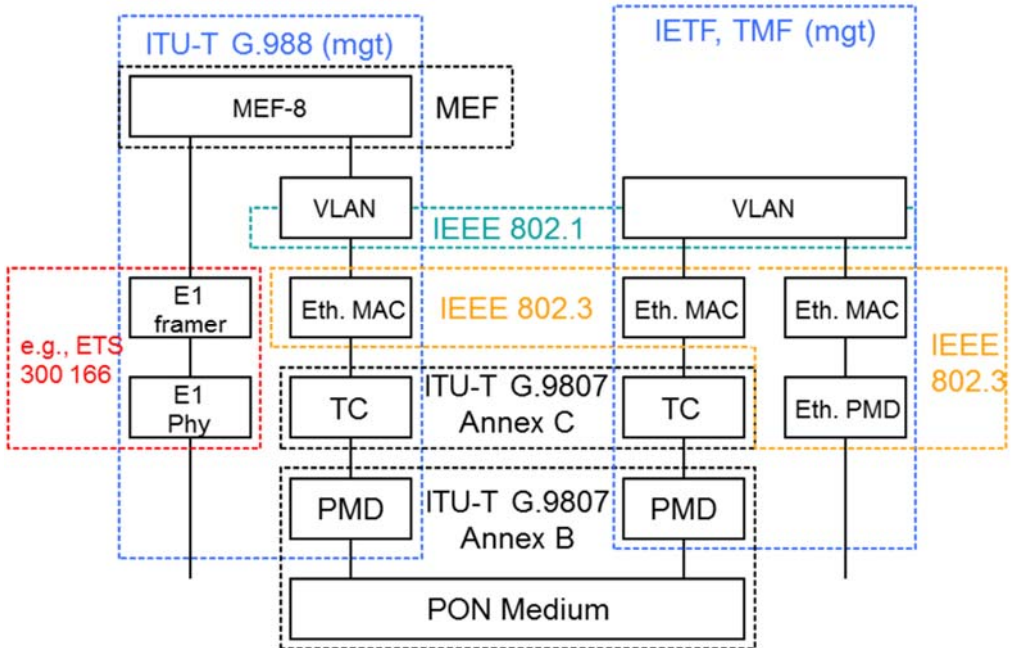 ITU-T G.988 (mgt)
IETF, TMF (mgt)
MEF-8
MEF
VLAN
VLAN
IEEE 802.1
E1
framer
Eth. MAC
IEEE 802.3
Eth. MAC
Eth. MAC
e.g., ETS
300 166
IEEE
802.3
E1
Phy
TC
ITU-T G.9807
Annex C
TC
Eth. PMD
PMD
ITU-T G.9807
Annex B
PMD
PON Medium